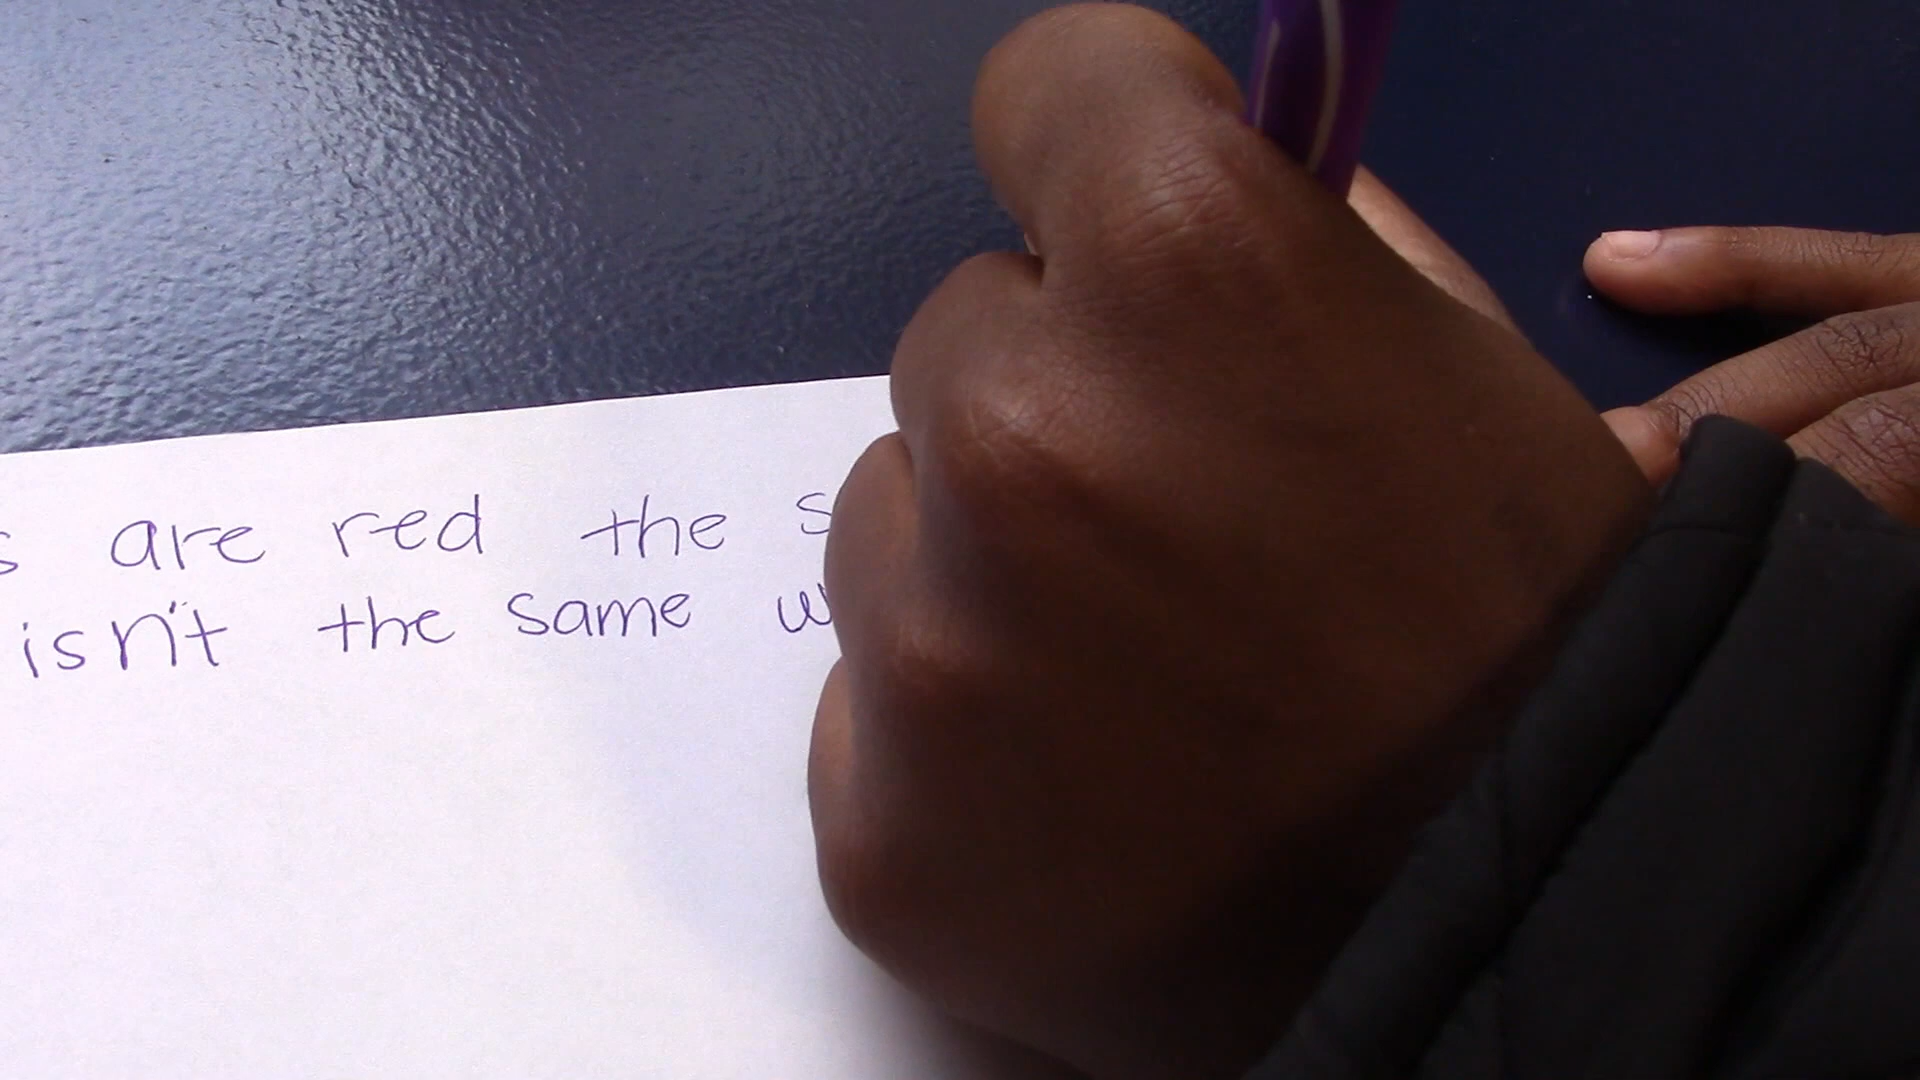 are red the
isn't the same